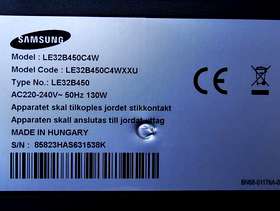 SAMSUNG
Model : LE32B450C4W
Model Code : LE32B450C4WXXU
Type No.: LE32B450
AC220-240V~ 50Hz 130W
Apparatet skal tilkoples jordet stikkontakt
Apparaten skall anslutas till jordat uttag
MADE IN HUNGARY
S/N : 85823HAS631538K
CE